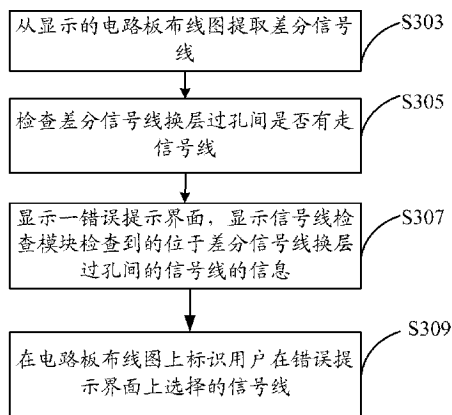 从显示的电路板布线图提取差分信号
线
S303
检查差分信号线换层过孔间是否有走
信号线
S305
显示一错误提示界面，显示信号线检
查模块检查到的位于差分信号线换层
过孔间的信号线的信息
S307
在电路板布线图上标识用户在错误提
示界面上选择的信号线
S309